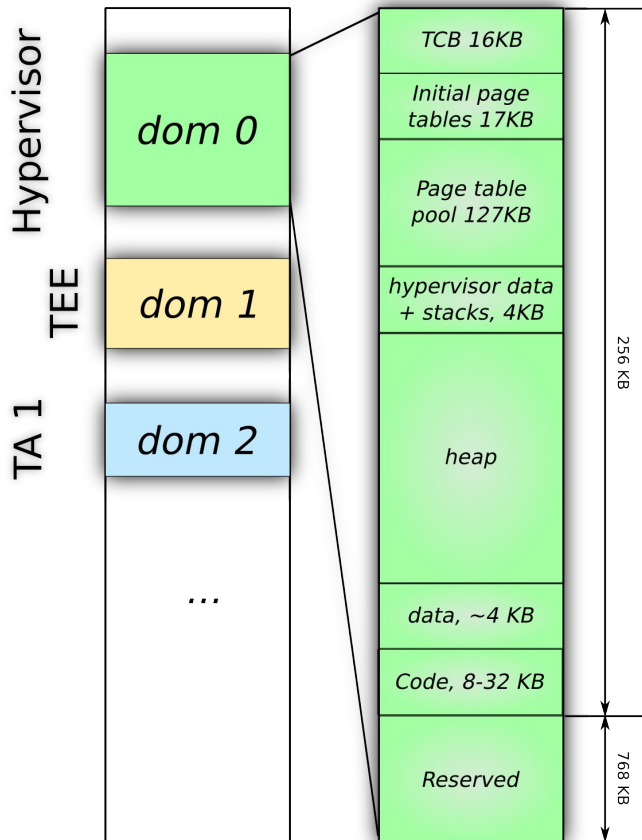 Hypervisor
dom 0
TEE
dom 1
TA 1
dom 2
...
TCB 16KB
Initial page
tables 17KB
Page table
pool 127KB
hypervisor data
+ stacks, 4KB
heap
data, ~4 KB
Code, 8-32 KB
Reserved
256 KB
768 KB